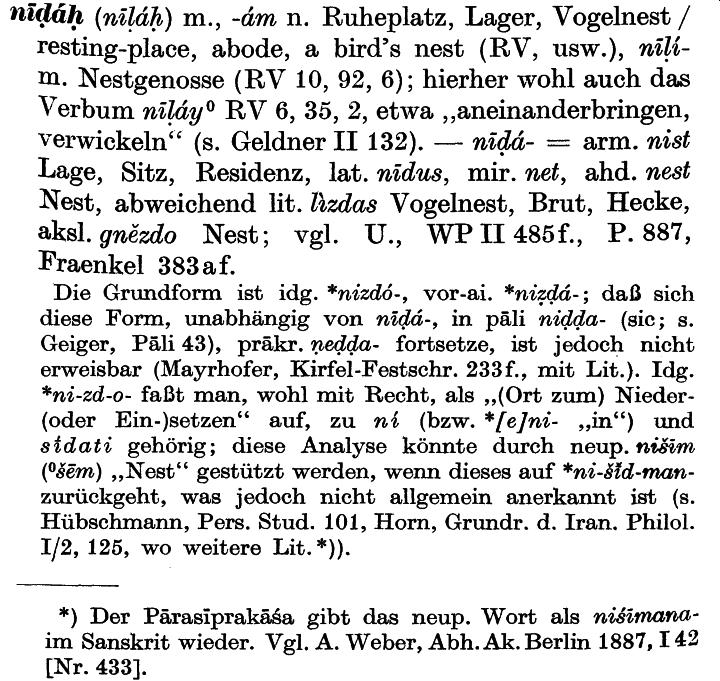 nīḍáḥ (nīḷáḥ) m., -ám n. Ruheplatz, Lager, Vogelnest /
resting-place, abode, a bird's nest (RV, usw.), nīḷí-
m. Nestgenosse (RV 10, 92, 6); hierher wohl auch das
Verbum nīḷáy⁰ RV 6, 35, 2, etwa „aneinanderbringen,
verwickeln“ (s. Geldner II 132). — nīḍá- = arm. nist
Lage, Sitz, Residenz, lat. nīdus, mir. net, ahd. nest
Nest, abweichend lit. lìzdas Vogelnest, Brut, Hecke,
aksl. gnězdo Nest; vgl. U., WP II 485f., P. 887,
Fraenkel 383af.
Die Grundform ist idg. *nizdó-, vor-ai. *niẓḍá-; daß sich
diese Form, unabhängig von nīḍá-, in pāli niḍḍa- (sic; s.
Geiger, Pāli 43), prākr. ṇeḍḍa- fortsetze, ist jedoch nicht
erweisbar (Mayrhofer, Kirfel-Festschr. 233f., mit Lit.). Idg.
*ni-zd-o- faßt man, wohl mit Recht, als „(Ort zum) Nieder-
(oder Ein-)setzen“ auf, zu ní (bzw. *[e]ni- „in“) und
sī́dati gehörig; diese Analyse könnte durch neup. nišīm
(⁰šēm) „Nest“ gestützt werden, wenn dieses auf *ni-šīd-man-
zurückgeht, was jedoch nicht allgemein anerkannt ist (s.
Hübschmann, Pers. Stud. 101, Horn, Grundr. d. Iran. Philol.
I/2, 125, wo weitere Lit.*)).
*) Der Pārasīprakāśa gibt das neup. Wort als niśīmana-
im Sanskrit wieder. Vgl. A. Weber, Abh. Ak. Berlin 1887, I 42
[Nr. 433].